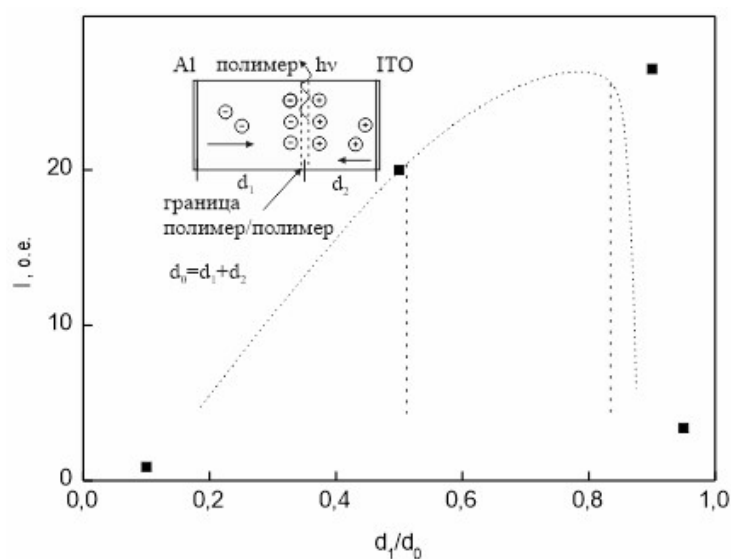 Al полимер hν ITO
d₁ d₂
граница
полимер/полимер
d₀=d₁+d₂
I, о.е.
20
10
0
0,0 0,2 0,4 0,6 0,8 1,0
d₁/d₀